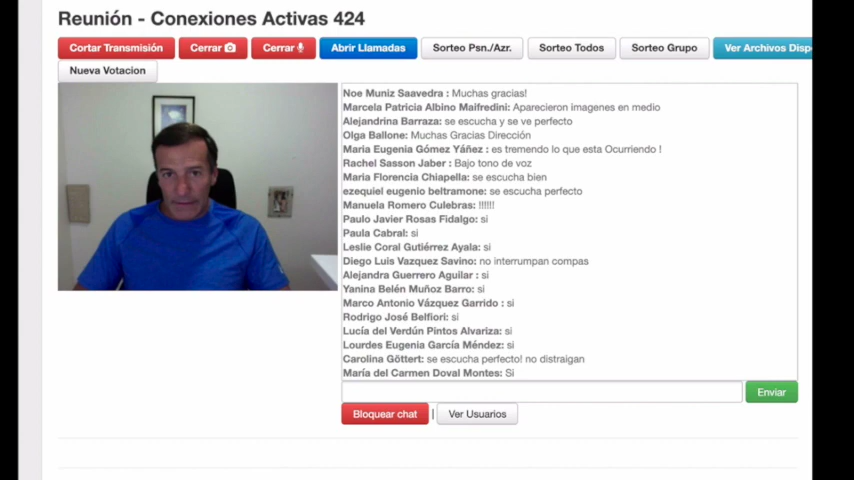 Reunión - Conexiones Activas 424
Cortar Transmisión Cerrar Cerrar Abrir Llamadas Sorteo Psn./Azr. Sorteo Todos Sorteo Grupo Ver Archivos Disp
Nueva Votacion
Noe Muniz Saavedra : Muchas gracias!
Marcela Patricia Albino Maifredini: Aparecieron imagenes en medio
Alejandrina Barraza: se escucha y se ve perfecto
Olga Ballone: Muchas Gracias Dirección
Maria Eugenia Gómez Yáñez : es tremendo lo que esta Ocurriendo !
Rachel Sasson Jaber : Bajo tono de voz
Maria Florencia Chiapella: se escucha bien
ezequiel eugenio beltramone: se escucha perfecto
Manuela Romero Culebras: !!!!!!
Paulo Javier Rosas Fidalgo: si
Paula Cabral: si
Leslie Coral Gutiérrez Ayala: si
Diego Luis Vazquez Savino: no interrumpan compas
Alejandra Guerrero Aguilar : si
Yanina Belén Muñoz Barro: si
Marco Antonio Vázquez Garrido : si
Rodrigo José Belfiori: si
Lucía del Verdún Pintos Alvariza: si
Lourdes Eugenia García Méndez: si
Carolina Göttert: se escucha perfecto! no distraigan
María del Carmen Doval Montes: Si
Enviar
Bloquear chat | Ver Usuarios